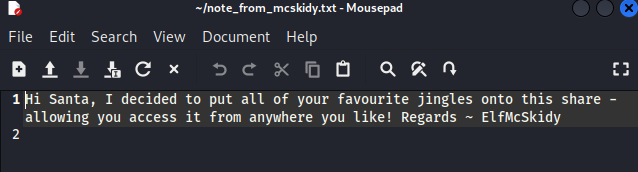 ~/note_from_mcskidy.txt - Mousepad
File Edit Search View Document Help
1 Hi Santa, I decided to put all of your favourite jingles onto this share –
allowing you access it from anywhere you like! Regards ~ ElfMcSkidy
2